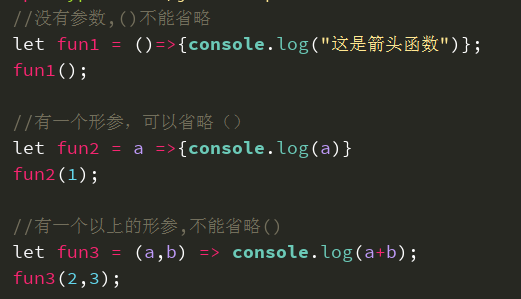 //没有参数,()不能省略
let fun1 = ()=>{console.log("这是箭头函数")};
fun1();
//有一个形参，可以省略（）
let fun2 = a =>{console.log(a)}
fun2(1);
//有一个以上的形参,不能省略()
let fun3 = (a,b) => console.log(a+b);
fun3(2,3);